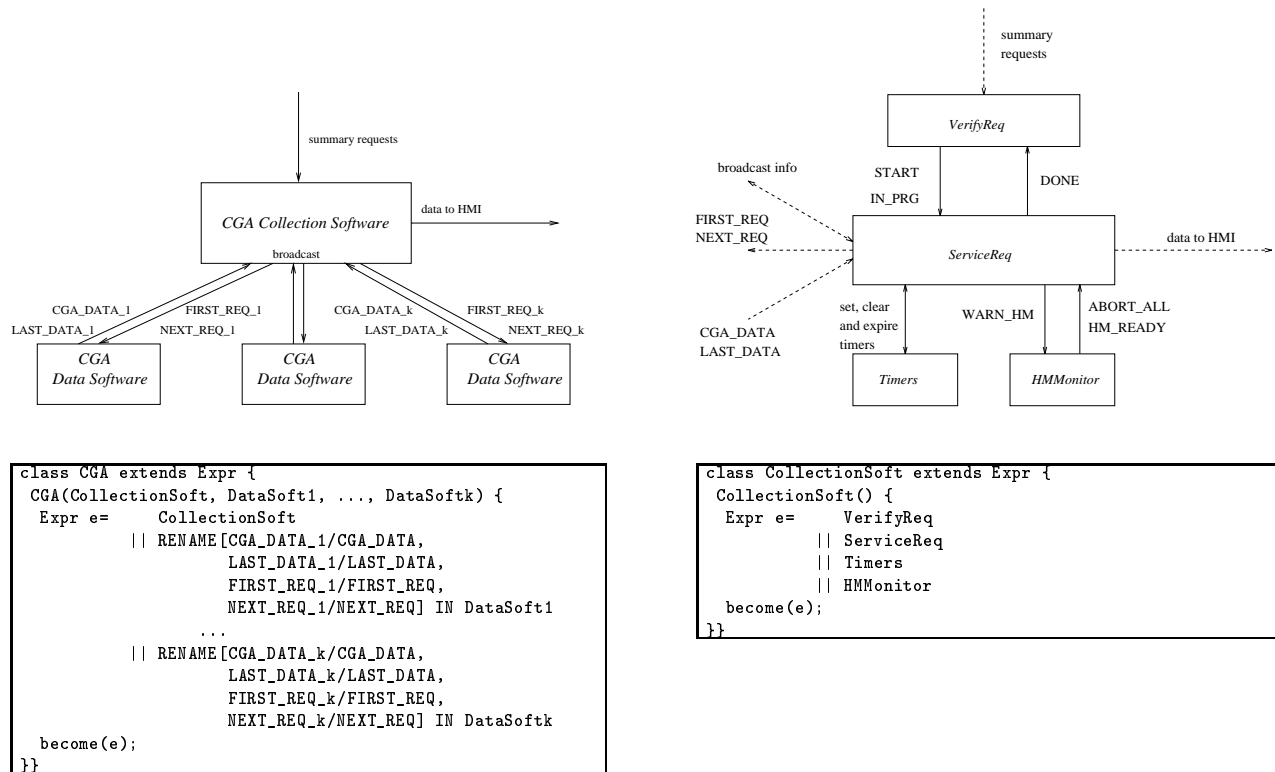 summary requests
CGA Collection Software
data to HMI
broadcast
CGA_DATA_1
FIRST_REQ_1
CGA_DATA_k
FIRST_REQ_k
LAST_DATA_1
NEXT_REQ_1
LAST_DATA_k
NEXT_REQ_k
CGA
Data Software
CGA
Data Software
CGA
Data Software
summary
requests
VerifyReq
broadcast info
START
IN_PRG
DONE
FIRST_REQ
NEXT_REQ
ServiceReq
data to HMI
CGA_DATA
LAST_DATA
set, clear
and expire
timers
WARN_HM
ABORT_ALL
HM_READY
Timers
HMMonitor
class CGA extends Expr {
CGA(CollectionSoft, DataSoft1, ..., DataSoftk) {
Expr e= CollectionSoft
|| RENAME[CGA_DATA_1/CGA_DATA,
LAST_DATA_1/LAST_DATA,
FIRST_REQ_1/FIRST_REQ,
NEXT_REQ_1/NEXT_REQ] IN DataSoft1
...
|| RENAME[CGA_DATA_k/CGA_DATA,
LAST_DATA_k/LAST_DATA,
FIRST_REQ_k/FIRST_REQ,
NEXT_REQ_k/NEXT_REQ] IN DataSoftk
become(e);
}}
class CollectionSoft extends Expr {
CollectionSoft() {
Expr e= VerifyReq
|| ServiceReq
|| Timers
|| HMMonitor
become(e);
}}